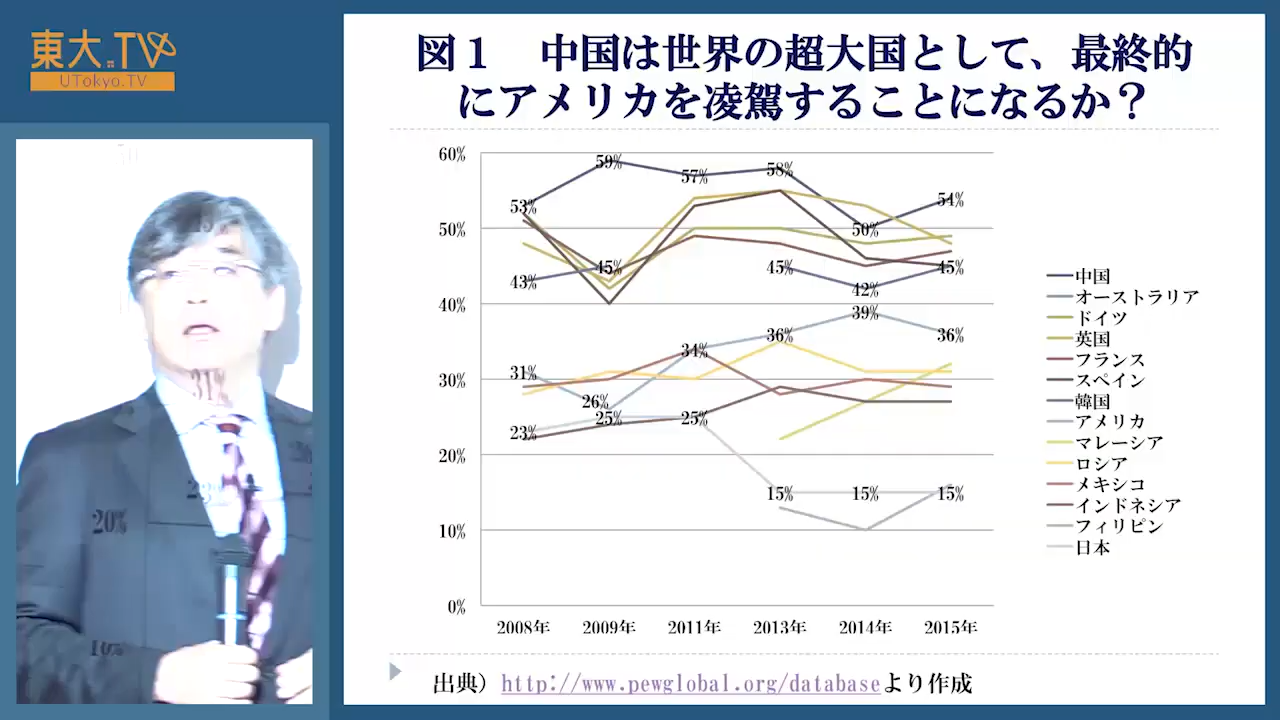 東大.TV
UTokyo.TV
図１　中国は世界の超大国として、最終的
にアメリカを凌駕することになるか？
60%
50%
40%
30%
20%
10%
0%
53%
59%
57%
58%
50%
54%
43%
45%
45%
42%
45%
31%
26%
34%
36%
39%
36%
23%
25%
25%
15%
15%
15%
2008年
2009年
2011年
2013年
2014年
2015年
中国
オーストラリア
ドイツ
英国
フランス
スペイン
韓国
アメリカ
マレーシア
ロシア
メキシコ
インドネシア
フィリピン
日本
出典）http://www.pewglobal.org/databaseより作成
31%
20%
10%